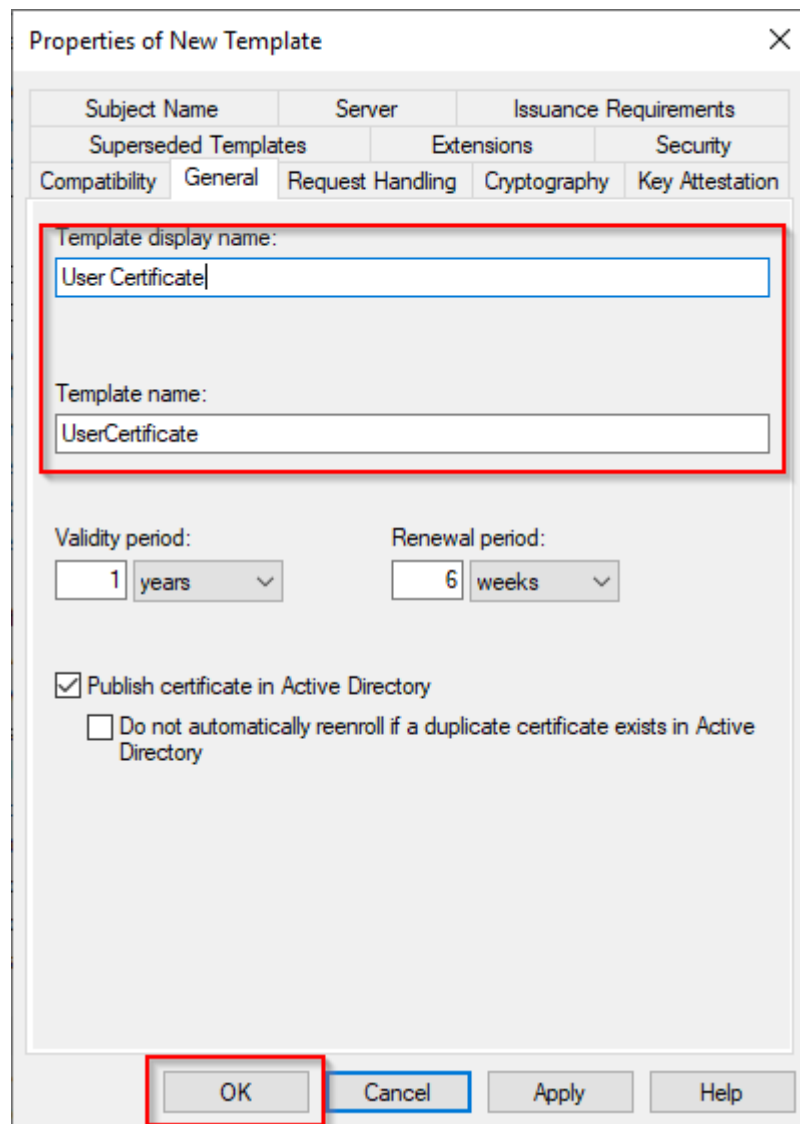 Properties of New Template
Subject Name Server Issuance Requirements
Superseded Templates Extensions Security
Compatibility General Request Handling Cryptography Key Attestation
Template display name:
User Certificate
Template name:
UserCertificate
Validity period: Renewal period:
1 years 6 weeks
Publish certificate in Active Directory
Do not automatically reenroll if a duplicate certificate exists in Active
Directory
OK Cancel Apply Help